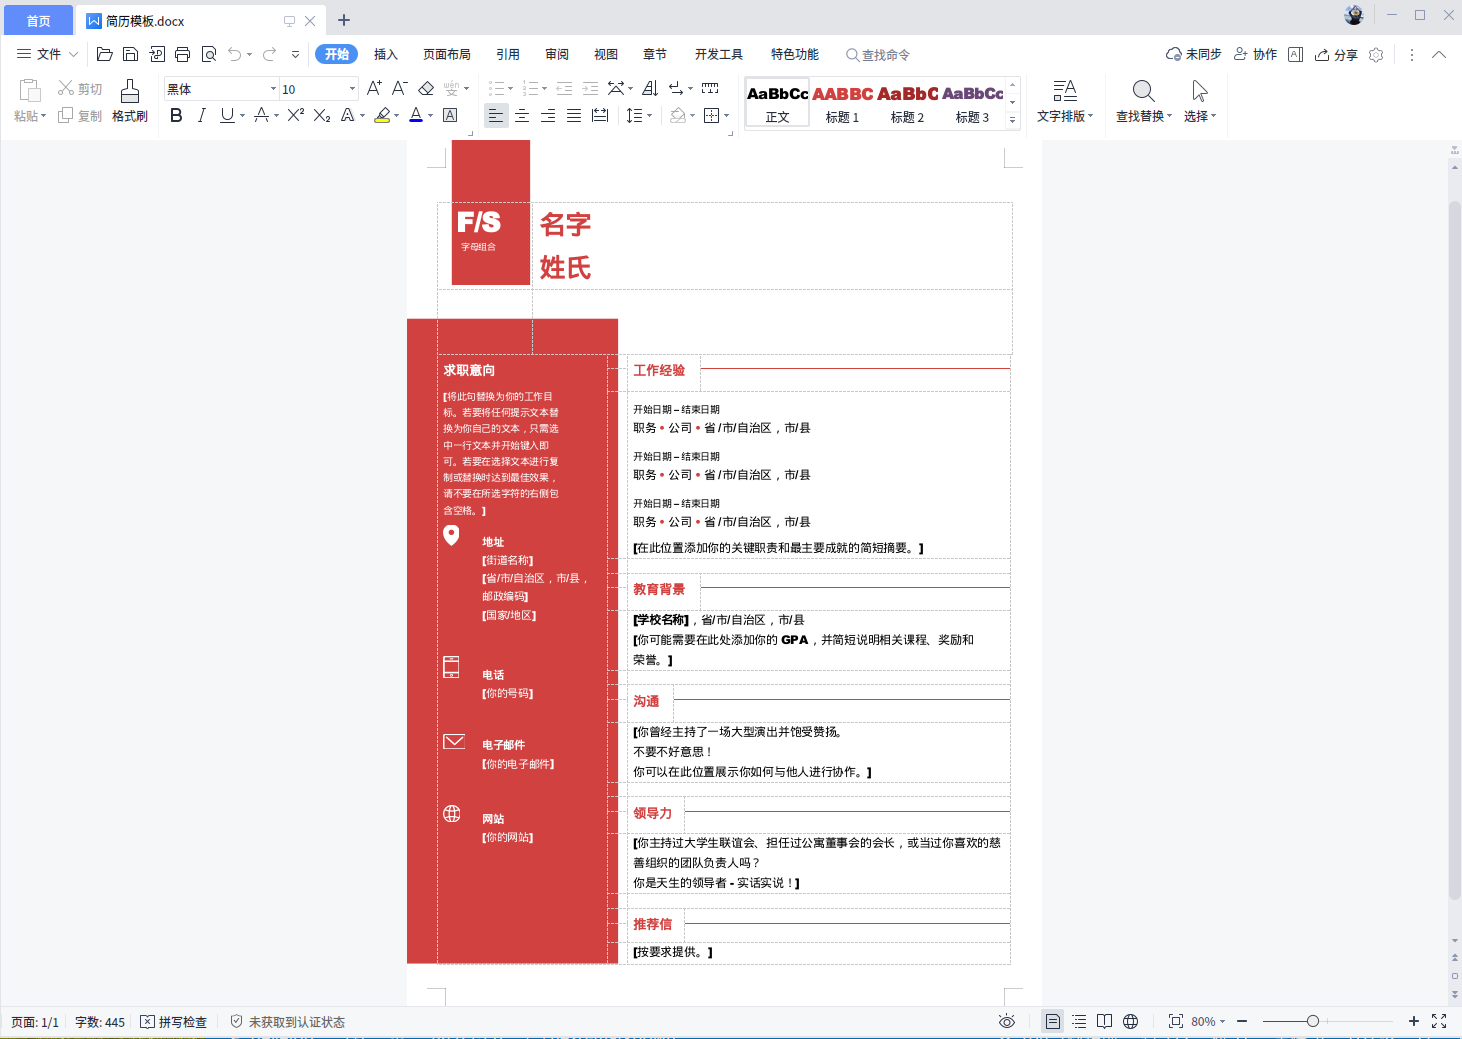 首页
简历模板.docx
文件
开始
插入
页面布局
引用
审阅
视图
章节
开发工具
特色功能
查找命令
未同步
协作
分享
粘贴
剪切
复制
格式刷
黑体
10
wén
文
AaBbCc
正文
AABBC
标题 1
AaBbC
标题 2
AaBbCc
标题 3
文字排版
查找替换
选择
F/S
字母组合
名字
姓氏
求职意向
[将此句替换为你的工作目
标。若要将任何提示文本替
换为你自己的文本，只需选
中一行文本并开始键入即
可。若要在选择文本进行复
制或替换时达到最佳效果，
请不要在所选字符的右侧包
含空格。]
地址
[街道名称]
[省/市/自治区，市/县，
邮政编码]
[国家/地区]
电话
[你的号码]
电子邮件
[你的电子邮件]
网站
[你的网站]
工作经验
开始日期 – 结束日期
职务 • 公司 • 省 /市/自治区，市/县
开始日期 – 结束日期
职务 • 公司 • 省 /市/自治区，市/县
开始日期 – 结束日期
职务 • 公司 • 省 /市/自治区，市/县
[在此位置添加你的关键职责和最主要成就的简短摘要。]
教育背景
[学校名称]，省/市/自治区，市/县
[你可能需要在此处添加你的 GPA，并简短说明相关课程、奖励和
荣誉。]
沟通
[你曾经主持了一场大型演出并饱受赞扬。
不要不好意思！
你可以在此位置展示你如何与他人进行协作。]
领导力
[你主持过大学生联谊会、担任过公寓董事会的会长，或当过你喜欢的慈
善组织的团队负责人吗？
你是天生的领导者 - 实话实说！]
推荐信
[按要求提供。]
页面: 1/1
字数: 445
拼写检查
未获取到认证状态
80%